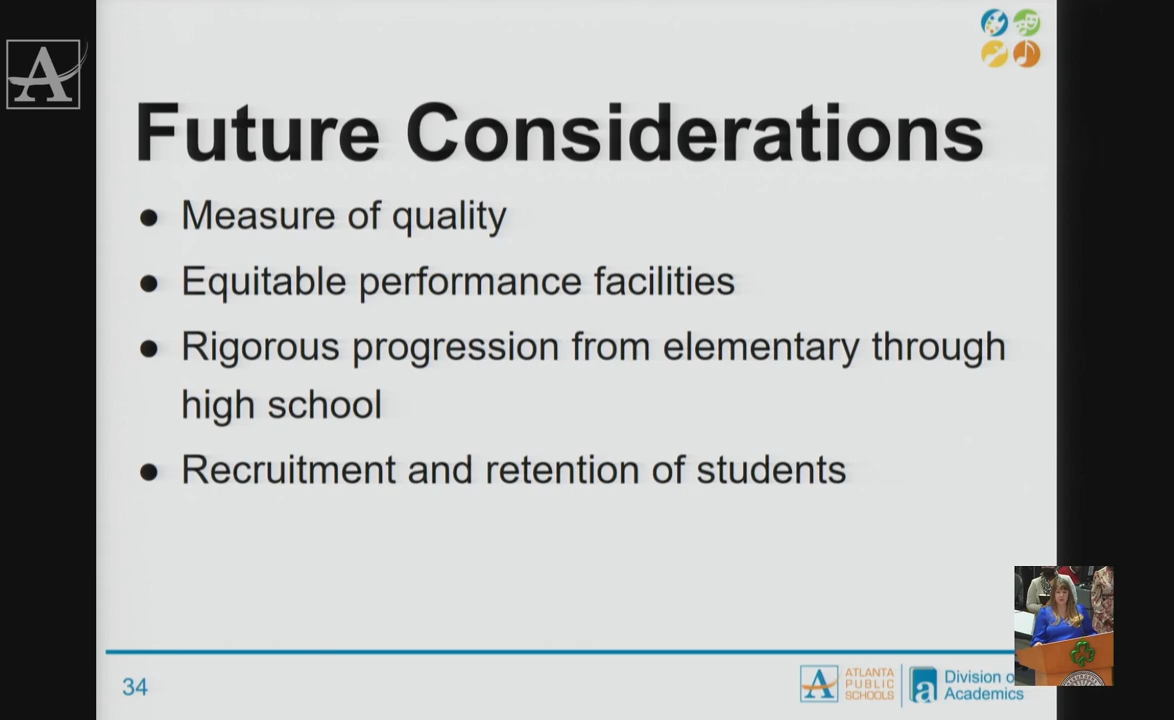 A
Future Considerations
● Measure of quality
● Equitable performance facilities
● Rigorous progression from elementary through
high school
● Recruitment and retention of students
34
A
ATLANTA
PUBLIC
SCHOOLS
a
Division o
Academics